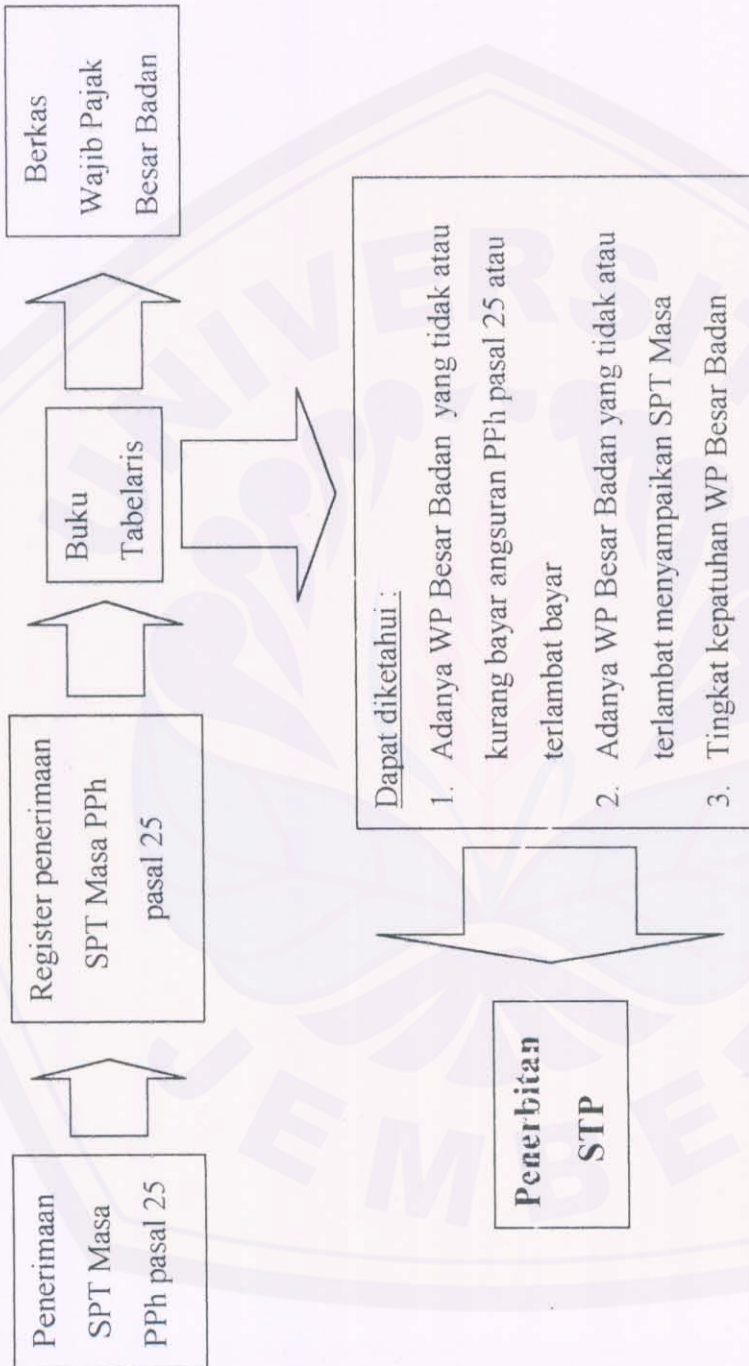 Penerimaan
SPT Masa
PPh pasal 25
Register penerimaan
SPT Masa PPh
pasal 25
Buku
Tabelaris
Berkas
Wajib Pajak
Besar Badan
Dapat diketahui :
1. Adanya WP Besar Badan yang tidak atau
kurang bayar angsuran PPh pasal 25 atau
terlambat bayar
2. Adanya WP Besar Badan yang tidak atau
terlambat menyampaikan SPT Masa
3. Tingkat kepatuhan WP Besar Badan
Penerbitan
STP
UNIVERSI
JEMBE